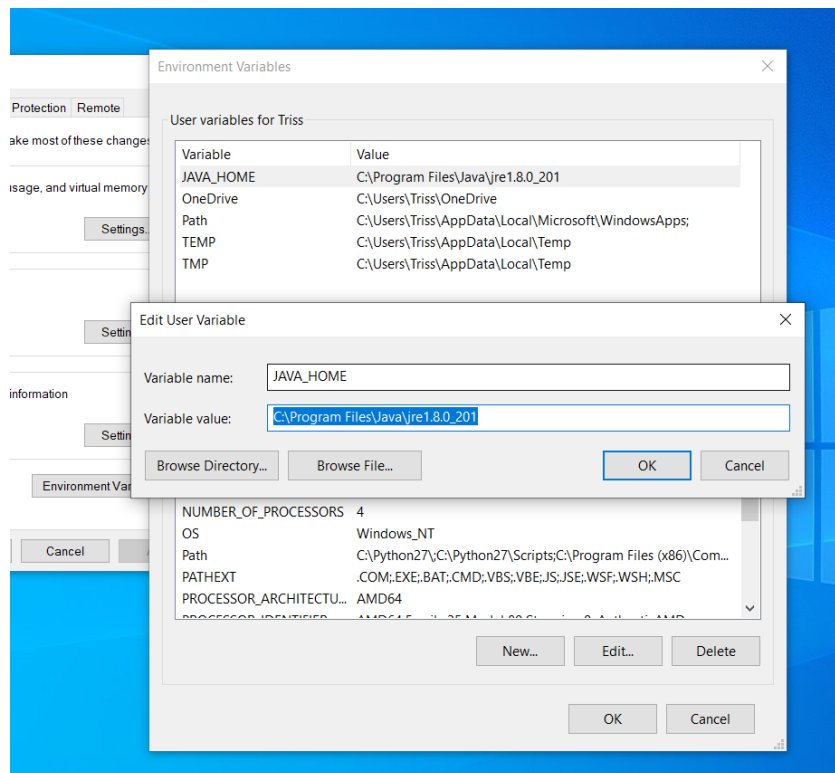 Environment Variables
Protection Remote
ake most of these changes
User variables for Triss
Variable Value
JAVA_HOME C:\Program Files\Java\jre1.8.0_201
usage, and virtual memory
OneDrive C:\Users\Triss\OneDrive
Path C:\Users\Triss\AppData\Local\Microsoft\WindowsApps;
Settings..
TEMP C:\Users\Triss\AppData\Local\Temp
TMP C:\Users\Triss\AppData\Local\Temp
Edit User Variable
Settin
Variable name: JAVA_HOME
information
Variable value: C:\Program Files\Java\jre1.8.0_201
Settin
Browse Directory... Browse File... OK Cancel
Environment Var
NUMBER_OF_PROCESSORS 4
OS Windows_NT
Path C:\Python27\;C:\Python27\Scripts;C:\Program Files (x86)\Com...
Cancel
PATHEXT .COM;.EXE;.BAT;.CMD;.VBS;.VBE;.JS;.JSE;.WSF;.WSH;.MSC
PROCESSOR_ARCHITECTU... AMD64
New... Edit... Delete
OK Cancel